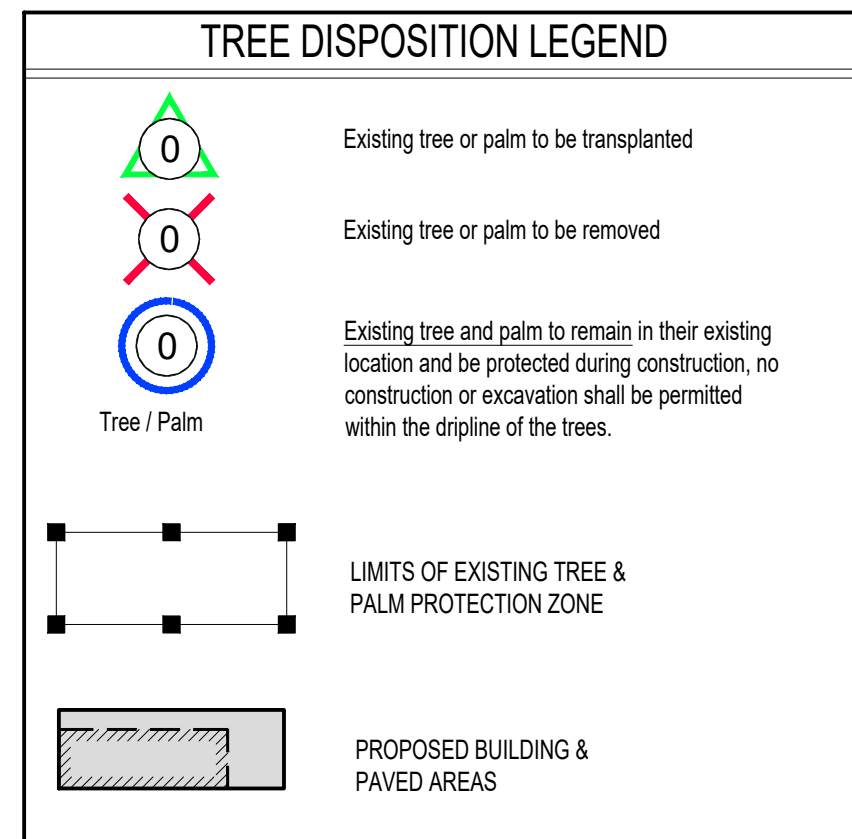 TREE DISPOSITION LEGEND
0
Existing tree or palm to be transplanted
0
Existing tree or palm to be removed
0
Existing tree and palm to remain in their existing
location and be protected during construction, no
construction or excavation shall be permitted
within the dripline of the trees.
Tree / Palm
LIMITS OF EXISTING TREE &
PALM PROTECTION ZONE
PROPOSED BUILDING &
PAVED AREAS